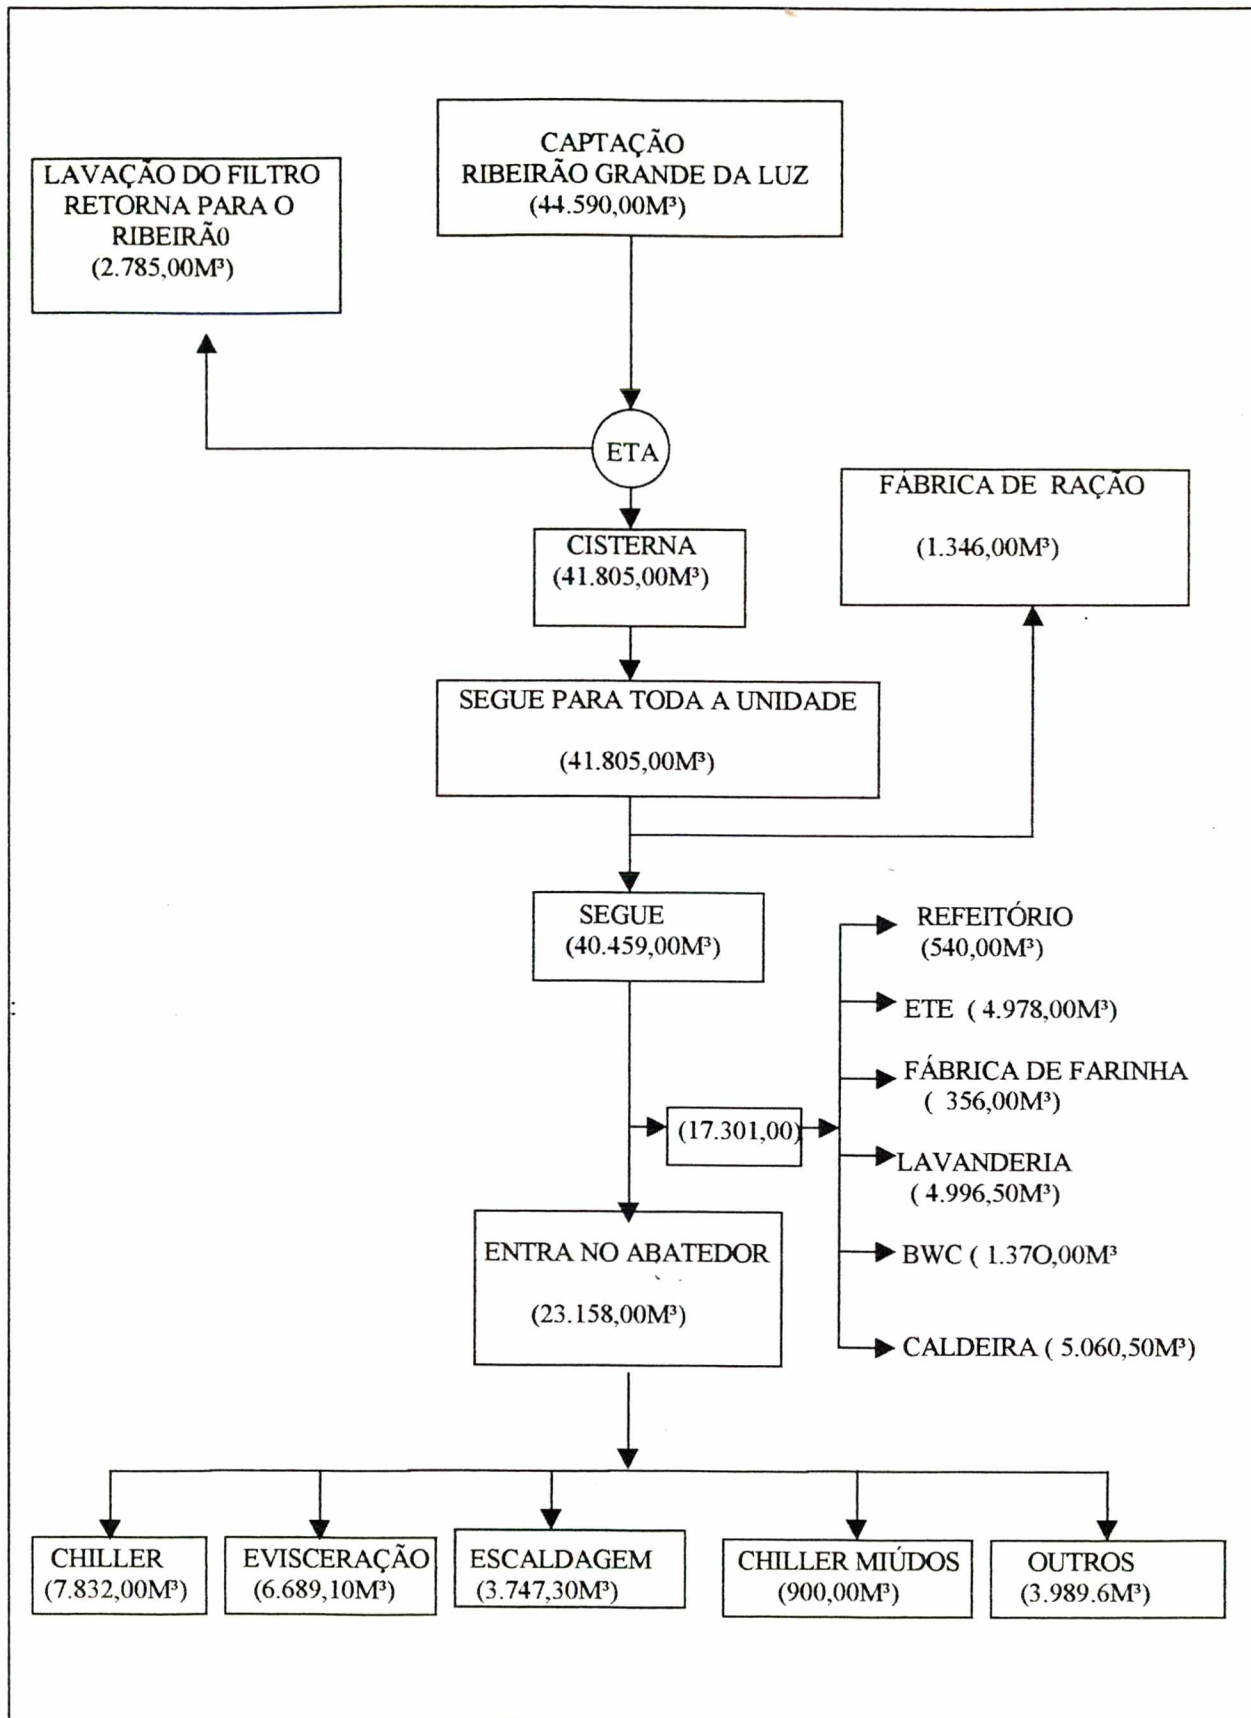 CAPTAÇÃO
RIBEIRÃO GRANDE DA LUZ
(44.590,00M³)
LAVAÇÃO DO FILTRO
RETORNA PARA O
RIBEIRÃ0
(2.785,00M³)
ETA
FÁBRICA DE RAÇÃO
(1.346,00M³)
CISTERNA
(41.805,00M³)
SEGUE PARA TODA A UNIDADE
(41.805,00M³)
SEGUE
(40.459,00M³)
REFEITÓRIO
(540,00M³)
ETE ( 4.978,00M³)
FÁBRICA DE FARINHA
( 356,00M³)
(17.301,00)
LAVANDERIA
( 4.996,50M³)
BWC ( 1.37O,00M³
CALDEIRA ( 5.060,50M³)
ENTRA NO ABATEDOR
(23.158,00M³)
CHILLER
(7.832,00M³)
EVISCERAÇÃO
(6.689,10M³)
ESCALDAGEM
(3.747,30M³)
CHILLER MIÚDOS
(900,00M³)
OUTROS
(3.989.6M³)